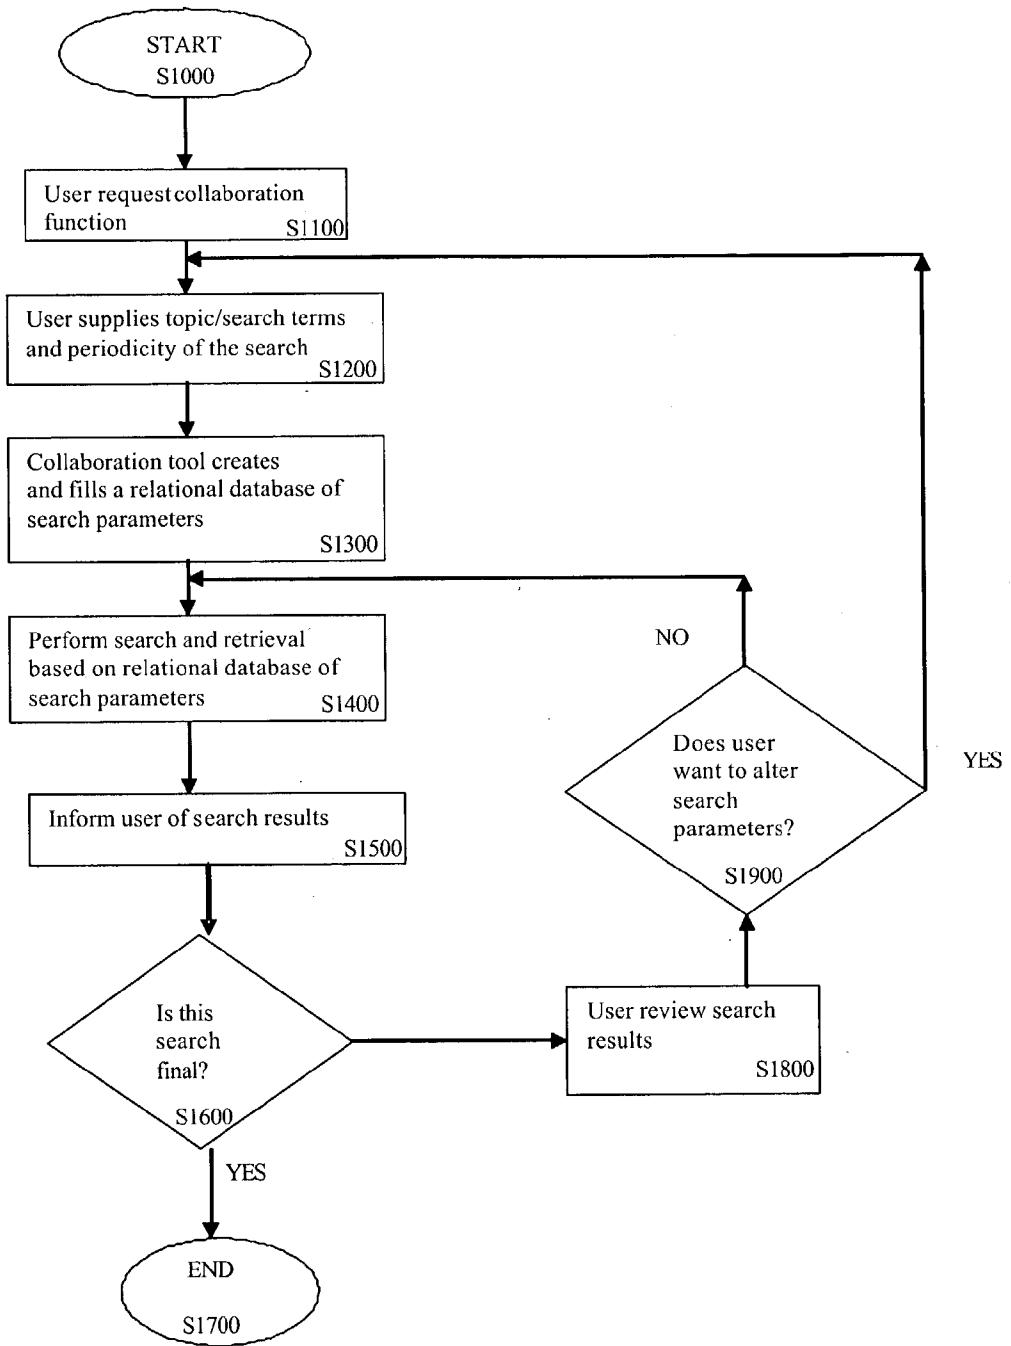 START
S1000
User request collaboration
function
S1100
User supplies topic/search terms
and periodicity of the search
S1200
Collaboration tool creates
and fills a relational database of
search parameters
S1300
Perform search and retrieval
based on relational database of
search parameters
S1400
Inform user of search results
S1500
Is this
search
final?
S1600
YES
END
S1700
User review search
results
S1800
Does user
want to alter
search
parameters?
S1900
NO
YES